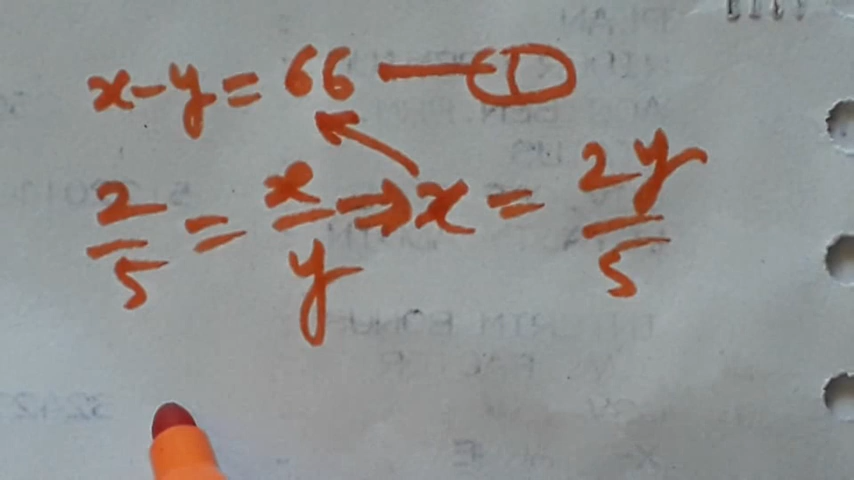 x-y=66 — ①
2/5 = x/y ⇒ x = 2y/5